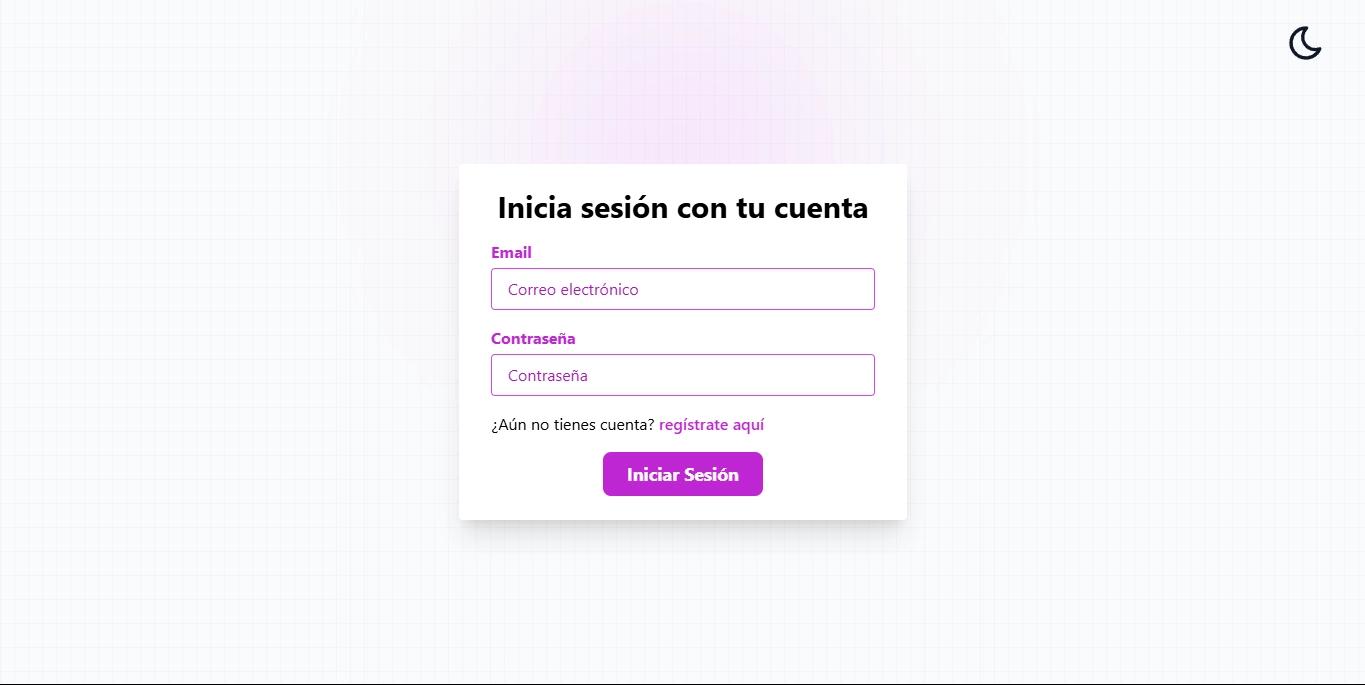 Inicia sesión con tu cuenta
Email
Correo electrónico
Contraseña
Contraseña
¿Aún no tienes cuenta? regístrate aquí
Iniciar Sesión